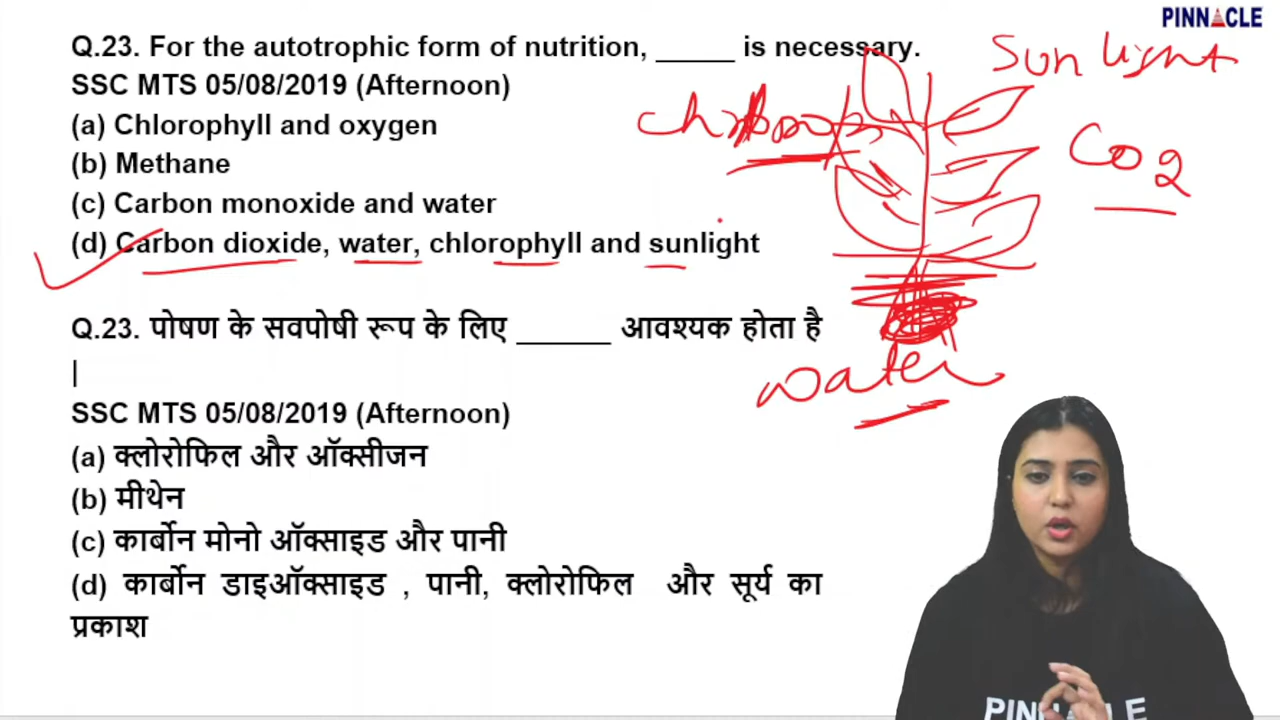 PINNACLE
Q.23. For the autotrophic form of nutrition, _____ is necessary.
Sun light
SSC MTS 05/08/2019 (Afternoon)
(a) Chlorophyll and oxygen
(b) Methane
CO2
(c) Carbon monoxide and water
(d) Carbon dioxide, water, chlorophyll and sunlight
Q.23. पोषण के सवपोषी रूप के लिए ______ आवश्यक होता है
|
water
SSC MTS 05/08/2019 (Afternoon)
(a) क्लोरोफिल और ऑक्सीजन
(b) मीथेन
(c) कार्बोन मोनो ऑक्साइड और पानी
(d) कार्बोन डाइऑक्साइड , पानी, क्लोरोफिल और सूर्य का
प्रकाश